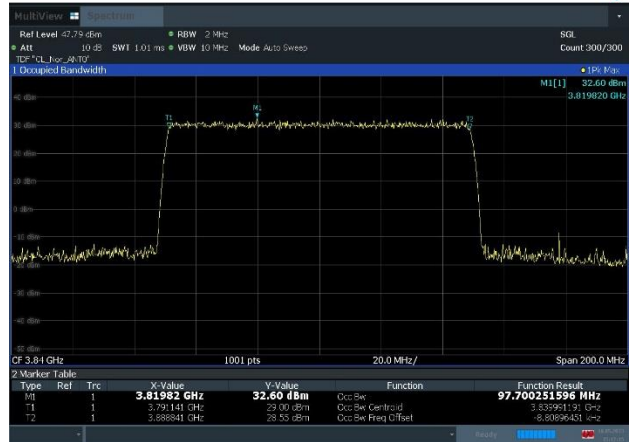 MultiView Spectrum
Ref Level 47.79 dBm RBW 2 MHz SGL
Att 10 dB SWT 1.01 ms VBW 10 MHz Mode Auto Sweep Count 300/300
TDF "CL_Nor_ANT0"
1 Occupied Bandwidth 1Pk Max
M1[1] 32.60 dBm
3.819820 GHz
40 dBm
M1
T1 T2
30 dBm
20 dBm
10 dBm
0 dBm
-10 dBm
-20 dBm
-30 dBm
-40 dBm
-50 dBm
CF 3.84 GHz 1001 pts 20.0 MHz/ Span 200.0 MHz
2 Marker Table
Type Ref Trc X-Value Y-Value Function Function Result
M1 1 3.81982 GHz 32.60 dBm Occ Bw 97.700251596 MHz
T1 1 3.791141 GHz 29.00 dBm Occ Bw Centroid 3.839991191 GHz
T2 1 3.888841 GHz 28.55 dBm Occ Bw Freq Offset -8.80896451 kHz
Ready